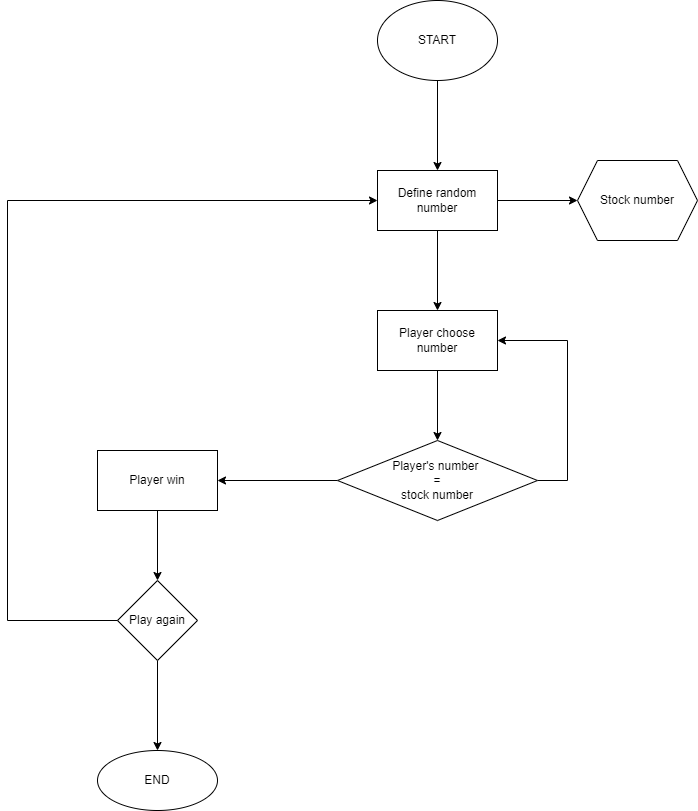 START
Define random
number
Stock number
Player choose
number
Player's number
=
stock number
Player win
Play again
END